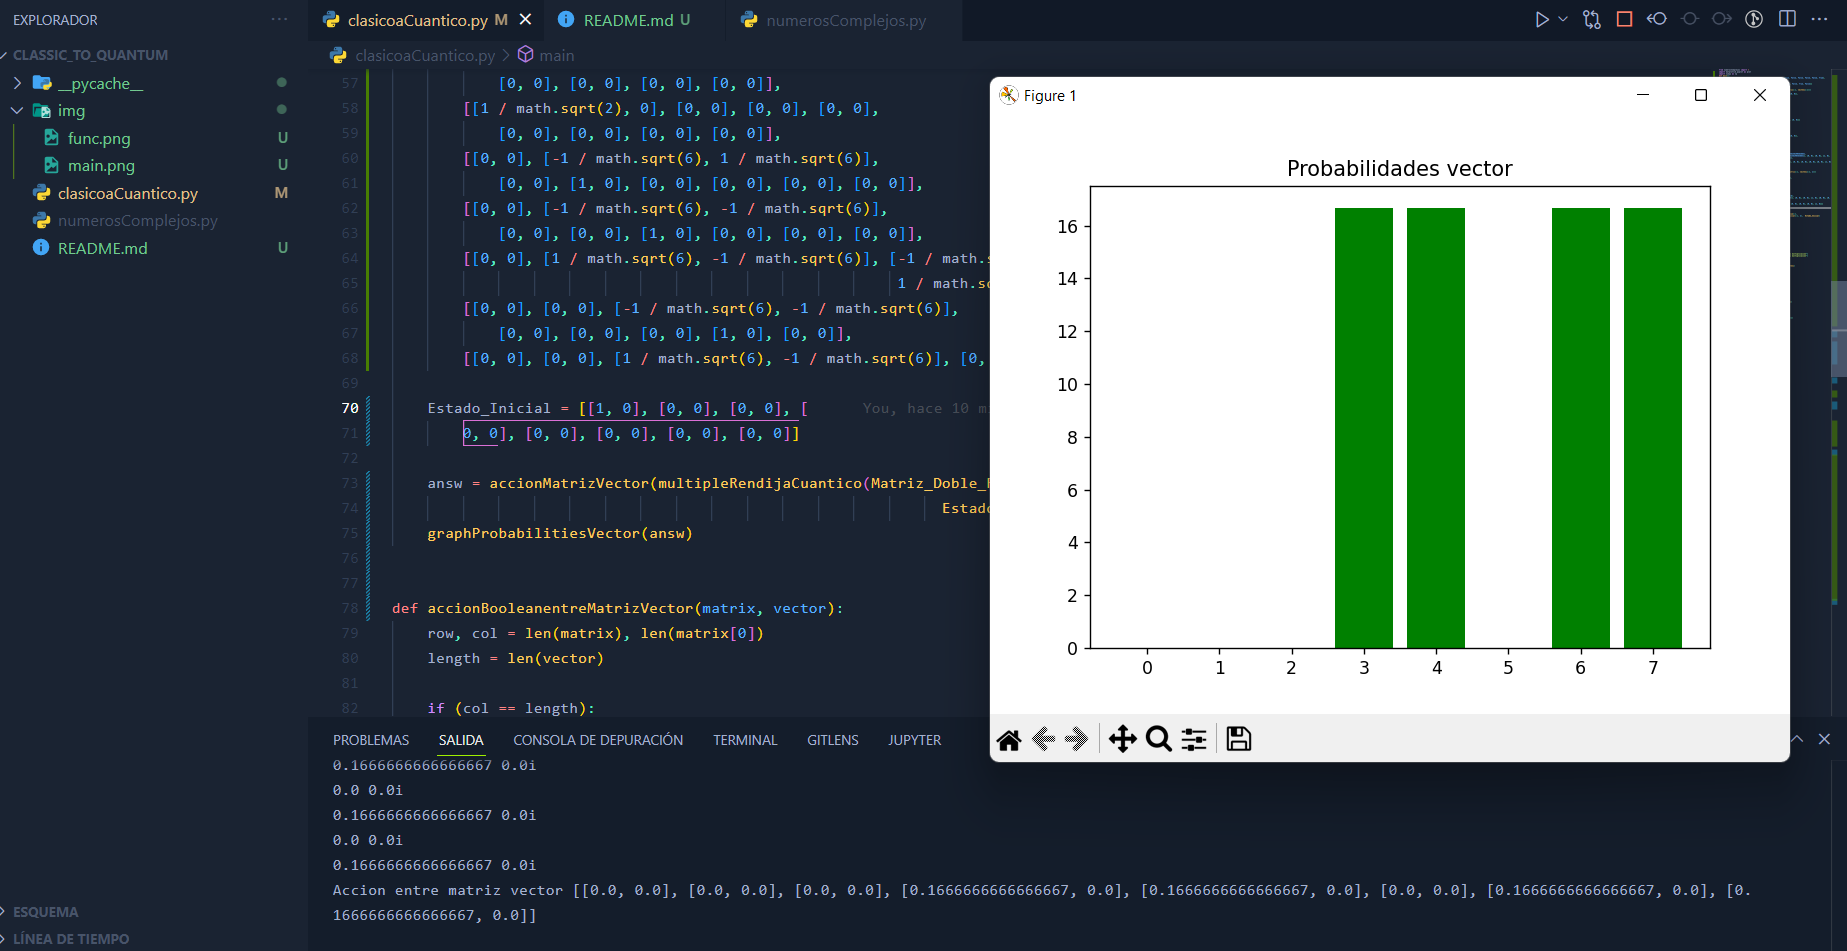 EXPLORADOR
CLASSIC_TO_QUANTUM
__pycache__
img
func.png U
main.png U
clasicoaCuantico.py M
numerosComplejos.py
README.md U
ESQUEMA
LÍNEA DE TIEMPO
clasicoaCuantico.py M README.md U numerosComplejos.py
clasicoaCuantico.py > main
57 [0, 0], [0, 0], [0, 0], [0, 0]],
58 [[1 / math.sqrt(2), 0], [0, 0], [0, 0], [0, 0],
59 [0, 0], [0, 0], [0, 0], [0, 0]],
60 [[0, 0], [-1 / math.sqrt(6), 1 / math.sqrt(6)],
61 [0, 0], [1, 0], [0, 0], [0, 0], [0, 0], [0, 0]],
62 [[0, 0], [-1 / math.sqrt(6), -1 / math.sqrt(6)],
63 [0, 0], [0, 0], [1, 0], [0, 0], [0, 0], [0, 0]],
64 [[0, 0], [1 / math.sqrt(6), -1 / math.sqrt(6)], [-1 / math.
65 1 / math.s
66 [[0, 0], [0, 0], [-1 / math.sqrt(6), -1 / math.sqrt(6)],
67 [0, 0], [0, 0], [0, 0], [1, 0], [0, 0]],
68 [[0, 0], [0, 0], [1 / math.sqrt(6), -1 / math.sqrt(6)], [0,
69
70 Estado_Inicial = [[1, 0], [0, 0], [0, 0], [ You, hace 10 m
71 0, 0], [0, 0], [0, 0], [0, 0], [0, 0]]
72
73 answ = accionMatrizVector(multipleRendijaCuantico(Matriz_Doble_
74 Estado
75 graphProbabilitiesVector(answ)
76
77
78 def accionBooleanentreMatrizVector(matrix, vector):
79 row, col = len(matrix), len(matrix[0])
80 length = len(vector)
81
82 if (col == length):
Figure 1
Probabilidades vector
16
14
12
10
8
6
4
2
0
0 1 2 3 4 5 6 7
PROBLEMAS SALIDA CONSOLA DE DEPURACIÓN TERMINAL GITLENS JUPYTER
0.1666666666666667 0.0i
0.0 0.0i
0.1666666666666667 0.0i
0.0 0.0i
0.1666666666666667 0.0i
Accion entre matriz vector [[0.0, 0.0], [0.0, 0.0], [0.0, 0.0], [0.1666666666666667, 0.0], [0.1666666666666667, 0.0], [0.0, 0.0], [0.1666666666666667, 0.0], [0.
1666666666666667, 0.0]]